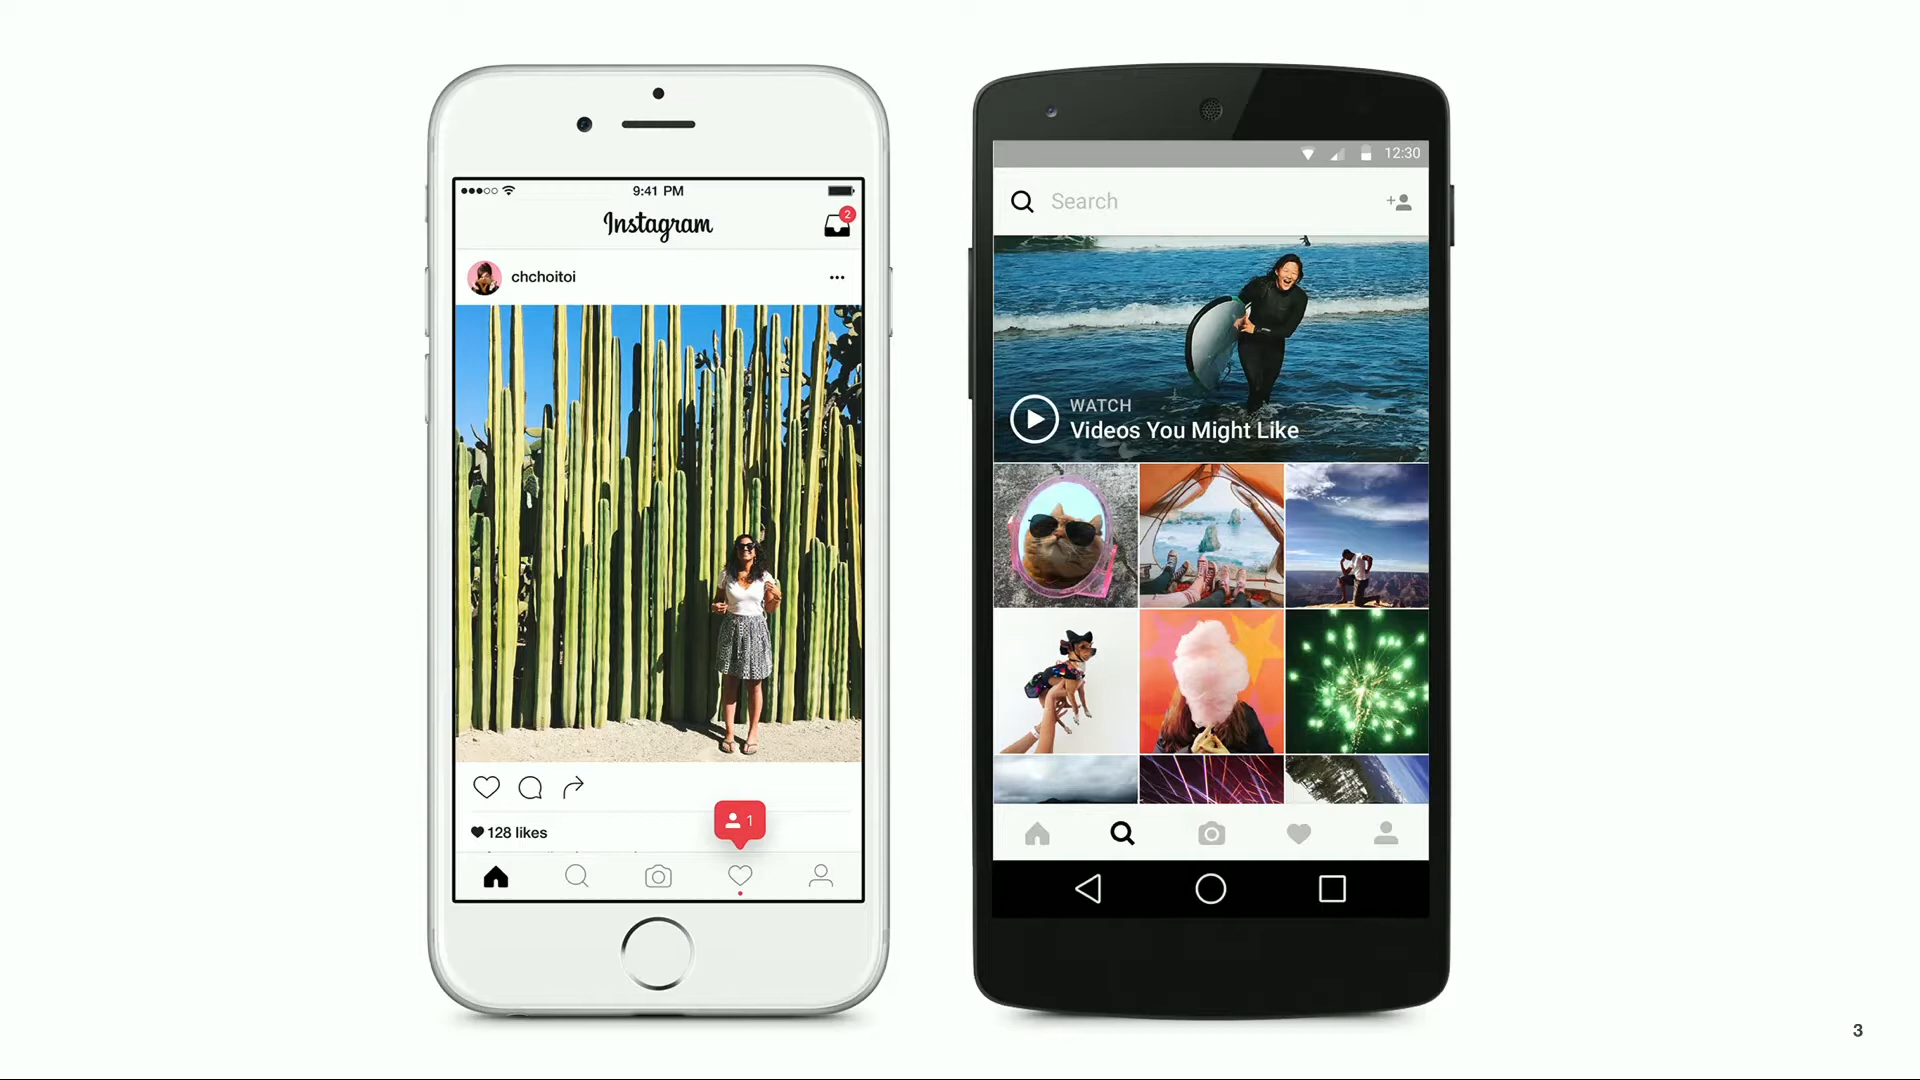 9:41 PM
Instagram
2
chchoitoi
1
128 likes
12:30
Search
WATCH
Videos You Might Like
3